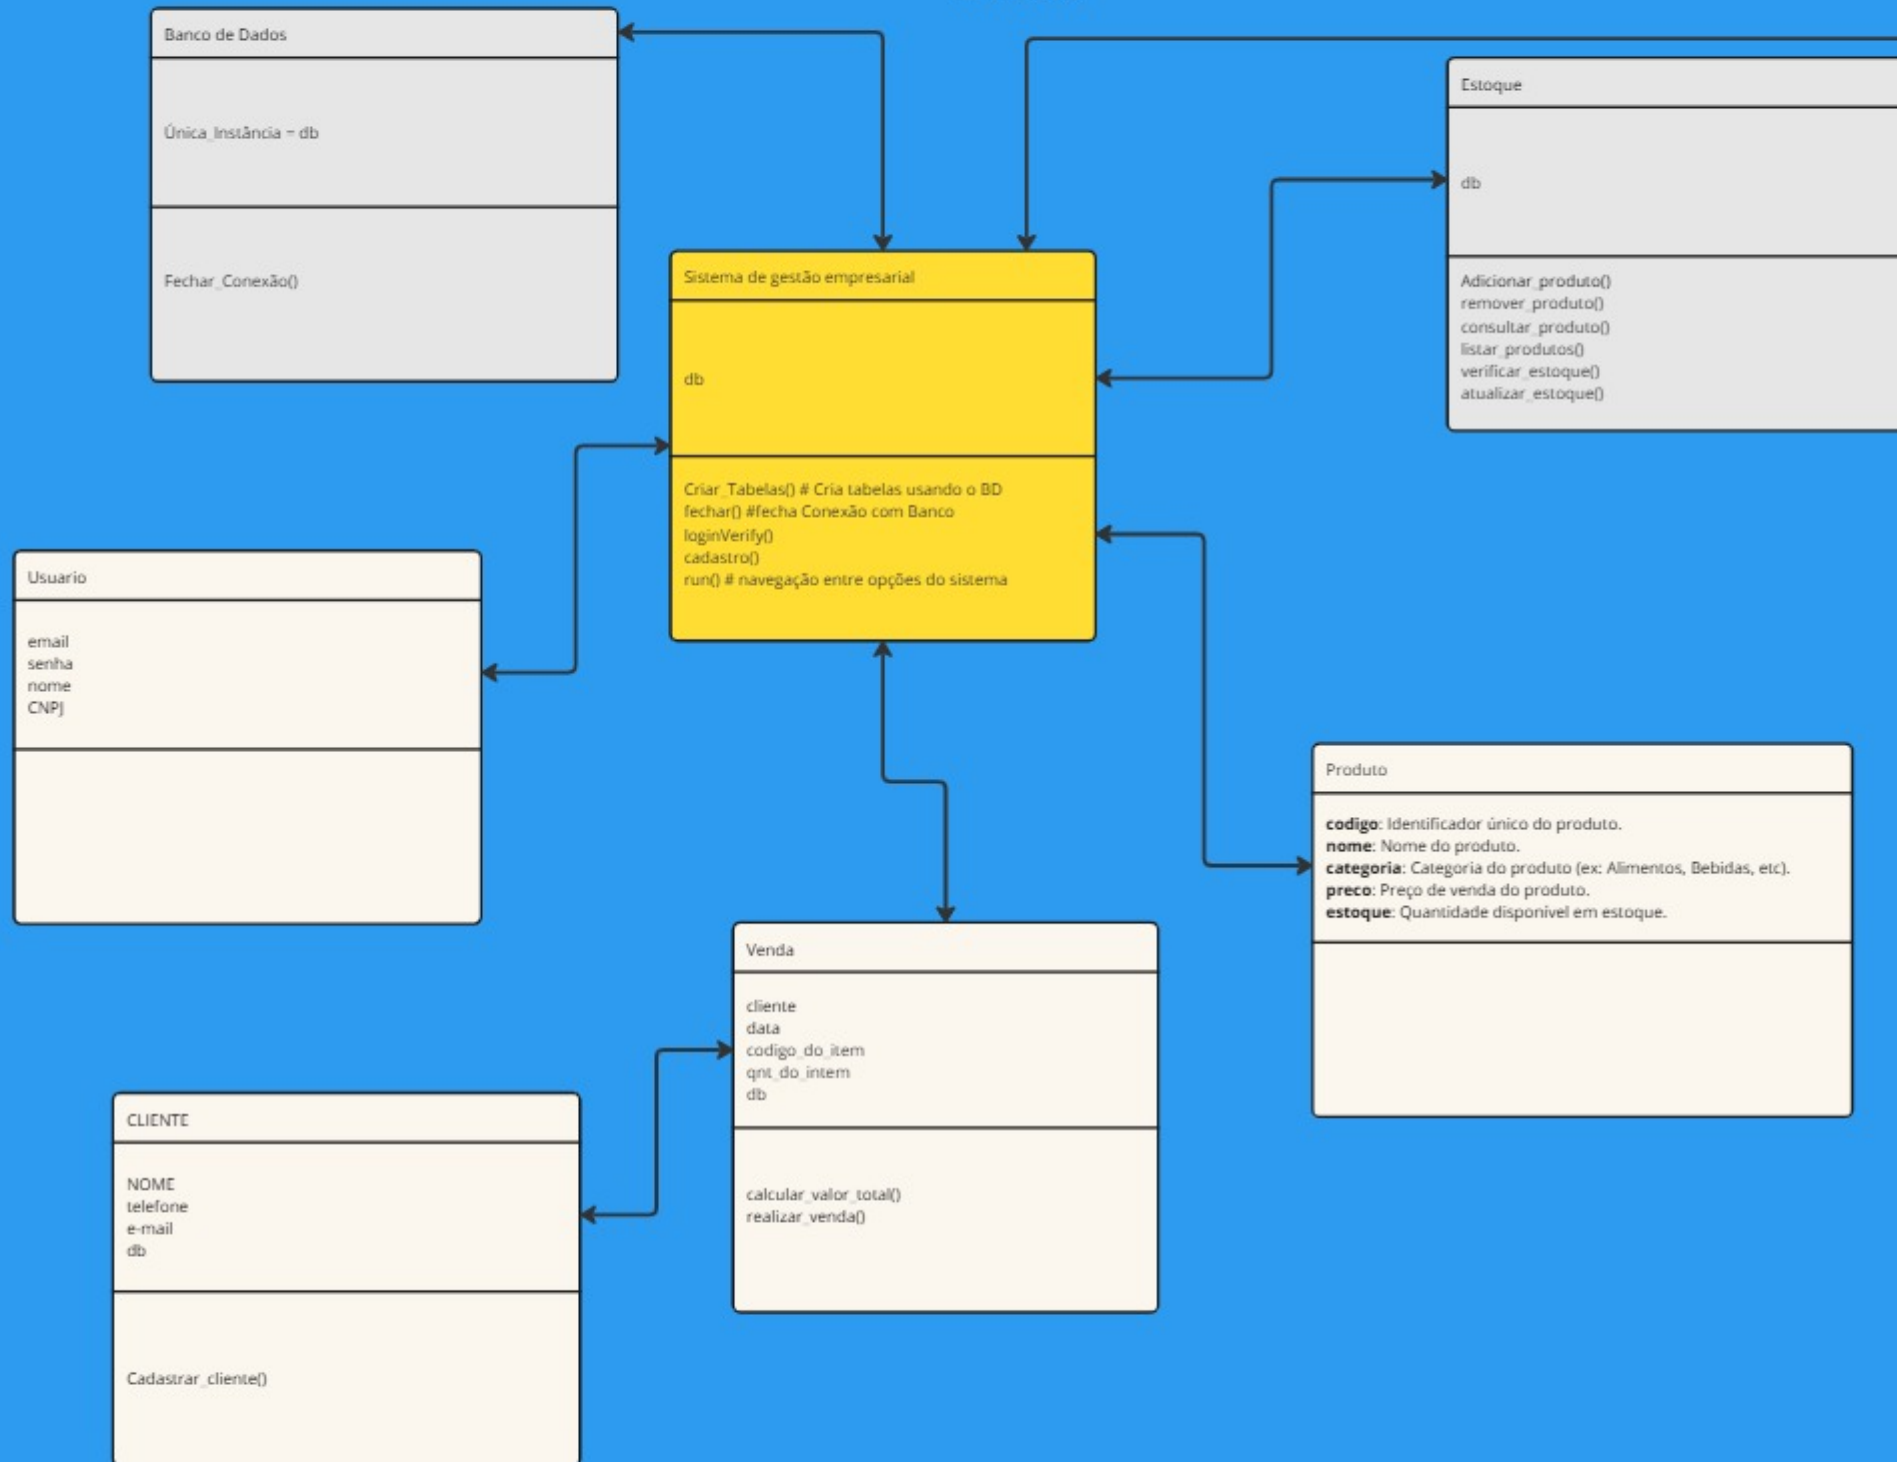 Banco de Dados
Única_Instância = db
Fechar_Conexão()
Estoque
db
Adicionar_produto()
remover_produto()
consultar_produto()
listar_produtos()
verificar_estoque()
atualizar_estoque()
Sistema de gestão empresarial
db
Criar_Tabelas() # Cria tabelas usando o BD
fechar() #fecha Conexão com Banco
loginVerify()
cadastro()
run() # navegação entre opções do sistema
Usuario
email
senha
nome
CNPJ
Produto
codigo: Identificador único do produto.
nome: Nome do produto.
categoria: Categoria do produto (ex: Alimentos, Bebidas, etc).
preco: Preço de venda do produto.
estoque: Quantidade disponível em estoque.
Venda
cliente
data
codigo_do_item
qnt_do_intem
db
calcular_valor_total()
realizar_venda()
CLIENTE
NOME
telefone
e-mail
db
Cadastrar_cliente()